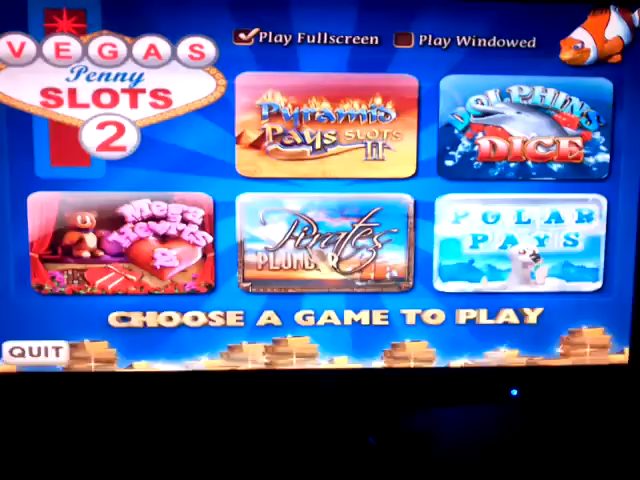 VEGAS
Penny
SLOTS
2
Play Fullscreen
Play Windowed
Pyramid
Pays SLOTS
II
DOLPHINS
DICE
Mega
Hearts
Pirates
POLAR
PAYS
CHOOSE A GAME TO PLAY
QUIT